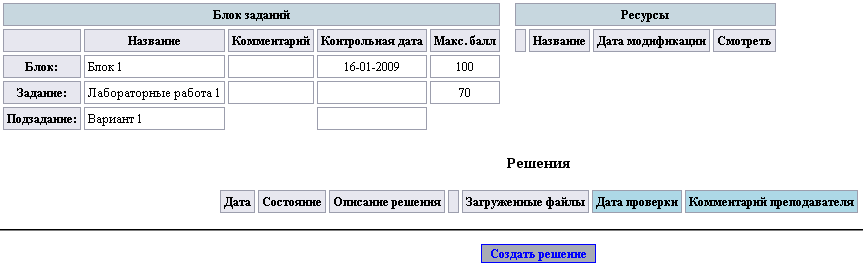 Блок заданий Ресурсы
Название Комментарий Контрольная дата Макс. балл Название Дата модификации Смотреть
Блок: Блок 1 16-01-2009 100
Задание: Лабораторные работа 1 70
Подзадание: Вариант 1
Решения
Дата Состояние Описание решения Загруженные файлы Дата проверки Комментарий преподавателя
Создать решение